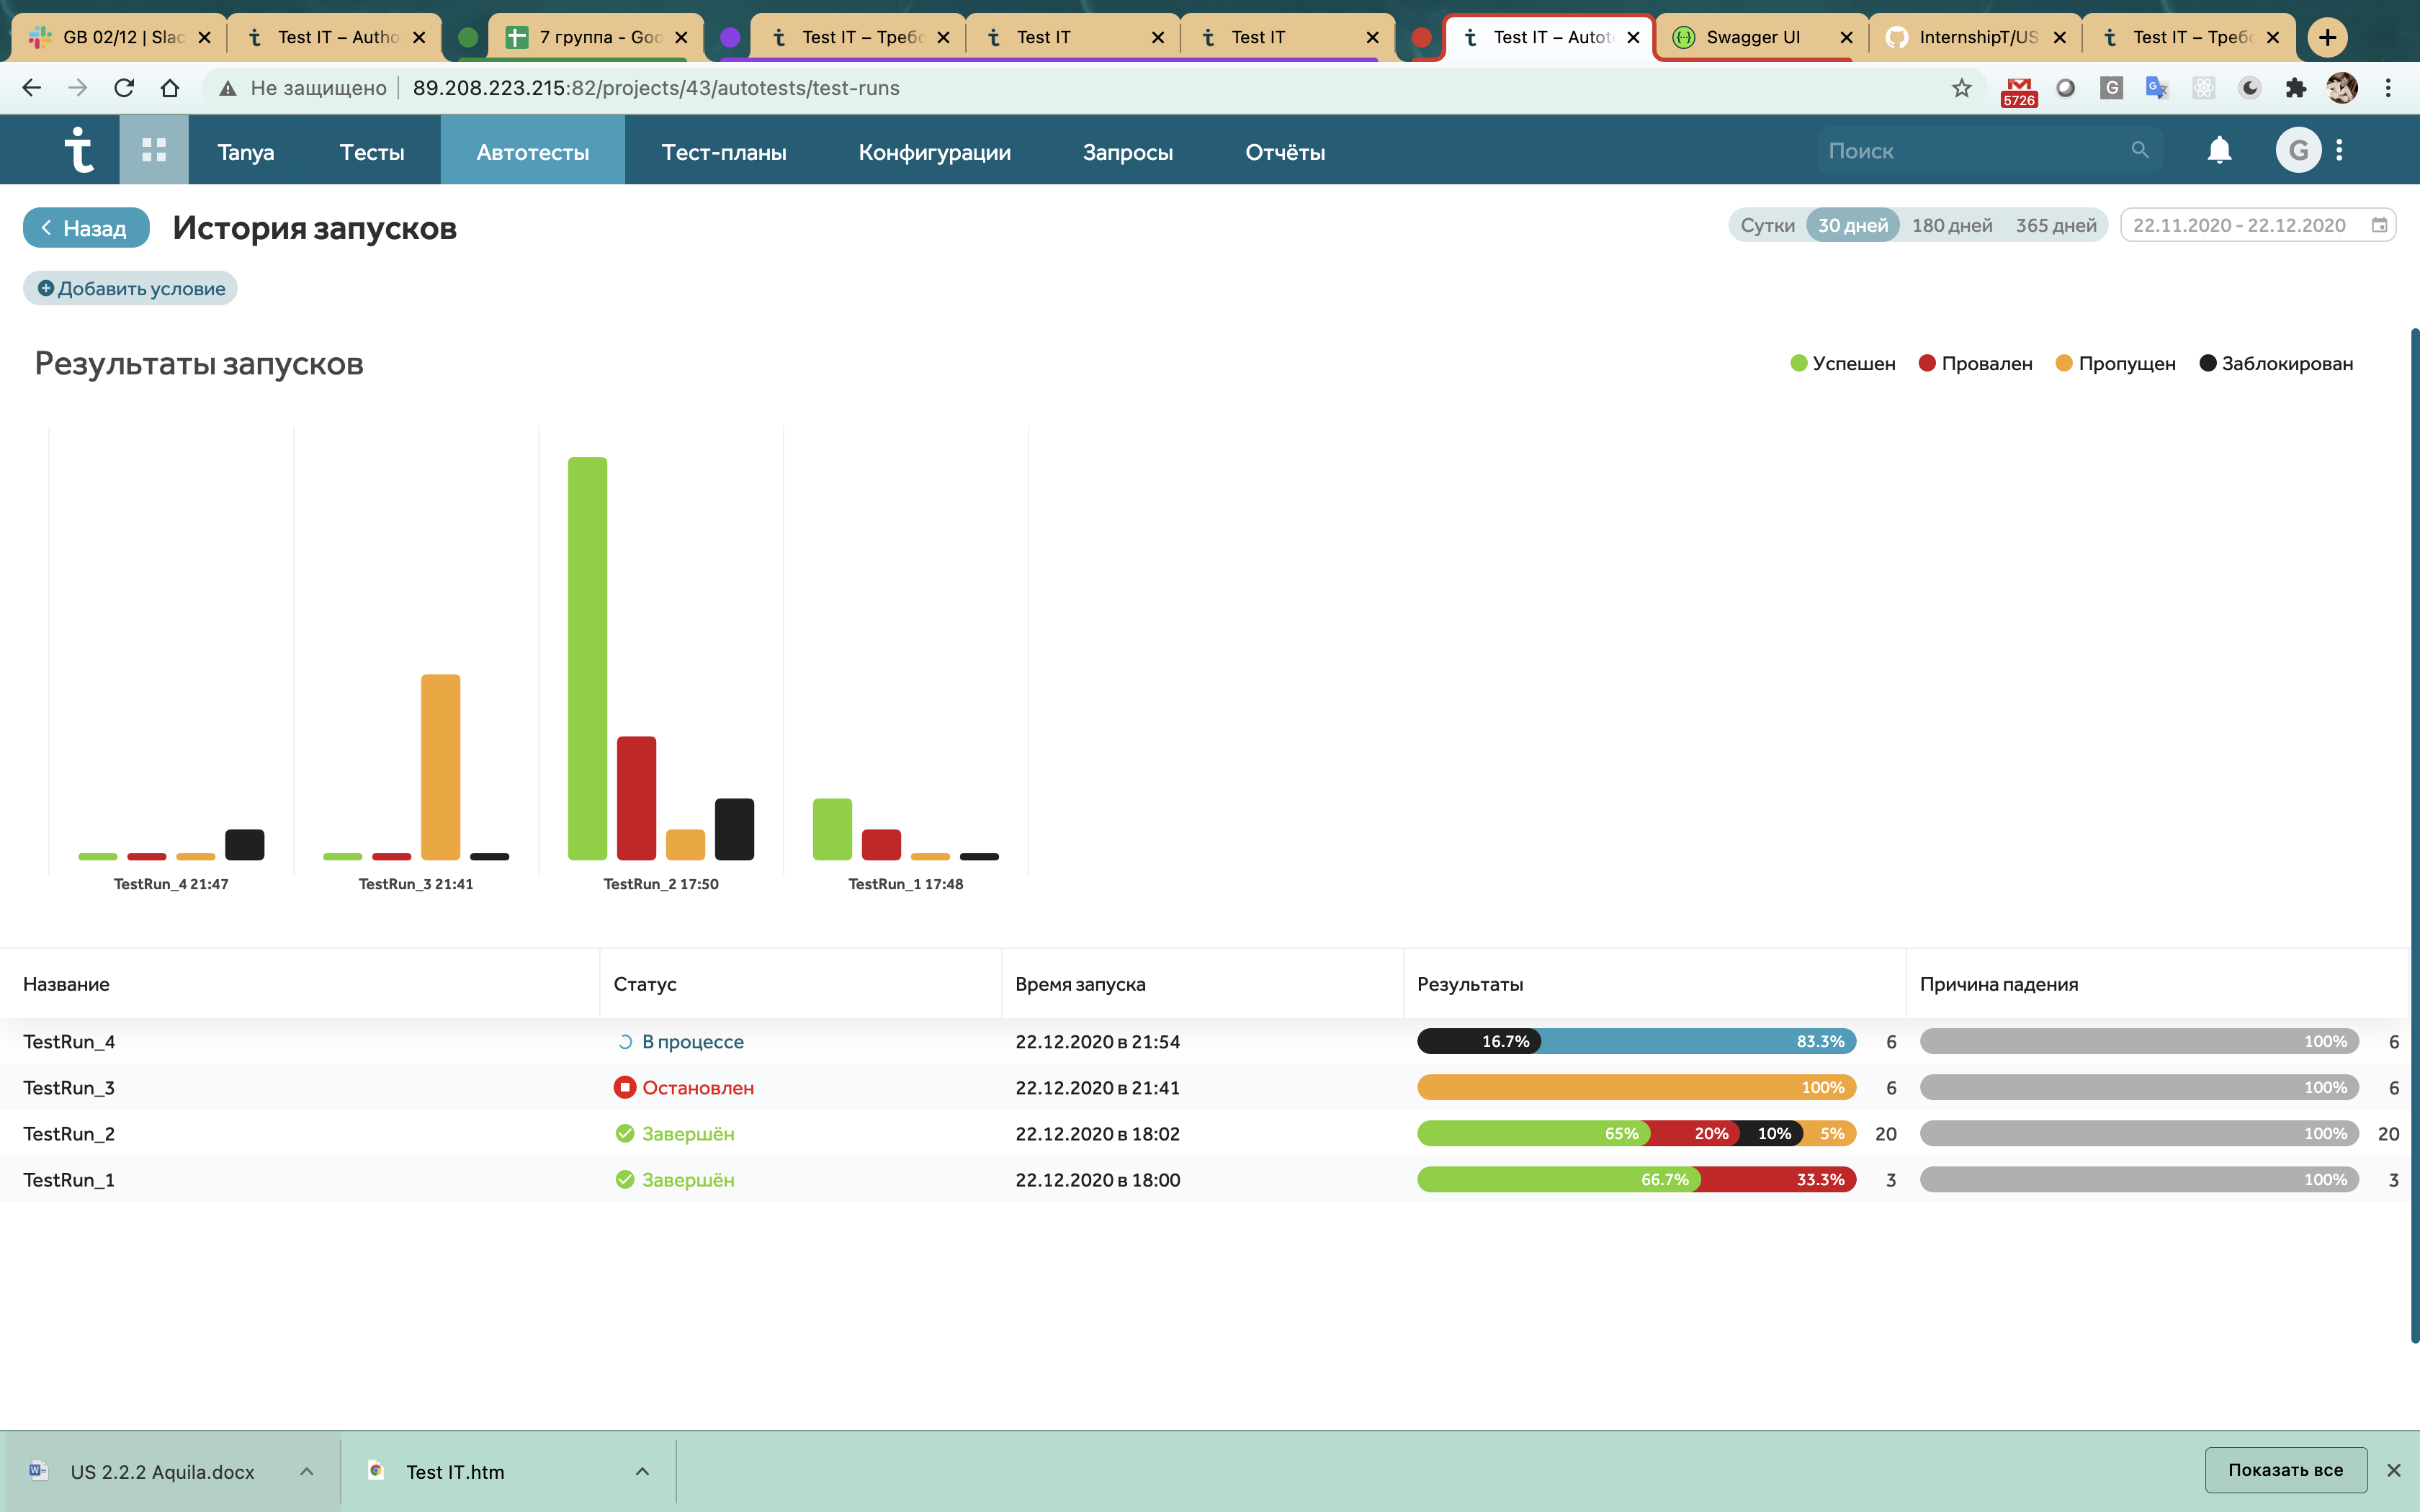 GB 02/12 | Slac
Test IT – Autho
7 группа - Goo
Test IT – Требо
Test IT
Test IT
Test IT – Autot
Swagger UI
InternshipT/US
Test IT – Требо
Не защищено
89.208.223.215:82/projects/43/autotests/test-runs
5726
G
G
Tanya
Тесты
Автотесты
Тест-планы
Конфигурации
Запросы
Отчёты
Поиск
G
Назад
История запусков
Сутки
30 дней
180 дней
365 дней
22.11.2020 - 22.12.2020
Добавить условие
Результаты запусков
Успешен
Провален
Пропущен
Заблокирован
TestRun_4 21:47
TestRun_3 21:41
TestRun_2 17:50
TestRun_1 17:48
Название Статус Время запуска Результаты Причина падения
TestRun_4 В процессе 22.12.2020 в 21:54 16.7% 83.3% 6 100% 6
TestRun_3 Остановлен 22.12.2020 в 21:41 100% 6 100% 6
TestRun_2 Завершён 22.12.2020 в 18:02 65% 20% 10% 5% 20 100% 20
TestRun_1 Завершён 22.12.2020 в 18:00 66.7% 33.3% 3 100% 3
US 2.2.2 Aquila.docx
Test IT.htm
Показать все